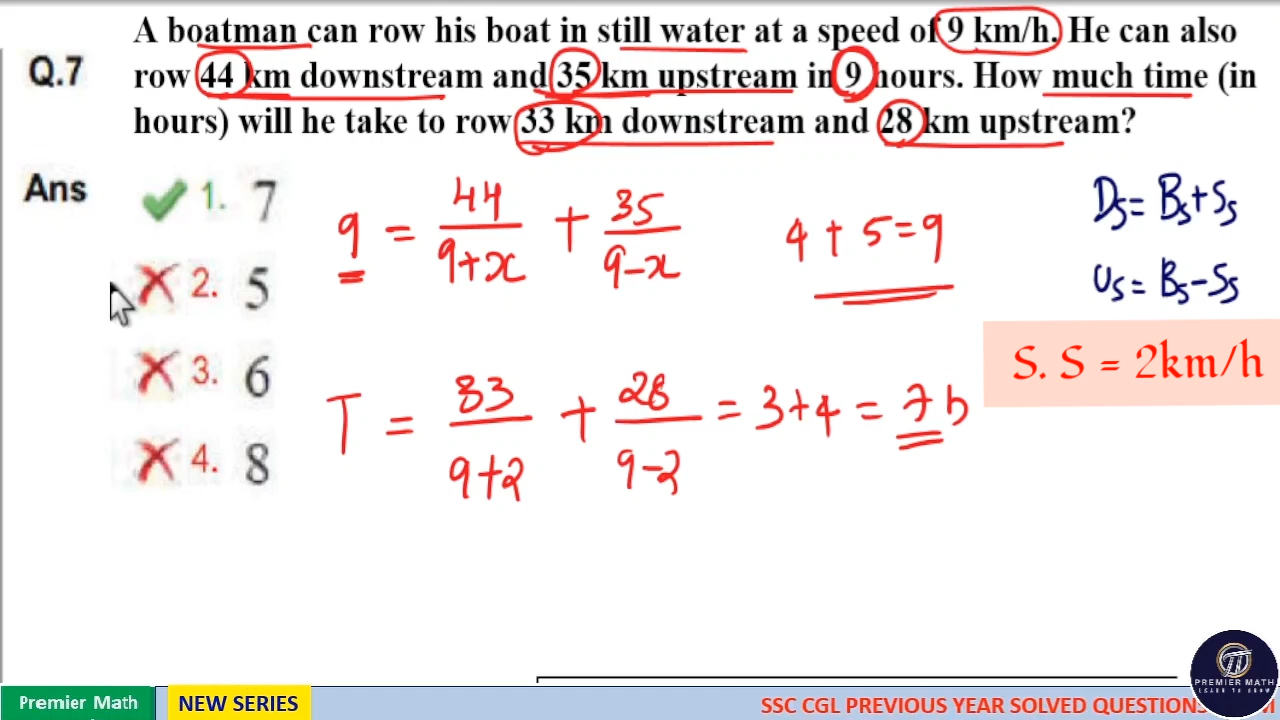 A boatman can row his boat in still water at a speed of 9 km/h. He can also
Q.7
row 44 km downstream and 35 km upstream in 9 hours. How much time (in
hours) will he take to row 33 km downstream and 28 km upstream?
Ans
1. 7
2. 5
3. 6
4. 8
9 = 44/9+x + 35/9-x
4 + 5 = 9
Ds = Bs + Ss
Us = Bs - Ss
S. S = 2km/h
T = 33/9+2 + 28/9-2 = 3+4 = 7h
PREMIER MATH
LEARN TO KNOW
Premier Math
NEW SERIES
SSC CGL PREVIOUS YEAR SOLVED QUESTIONS